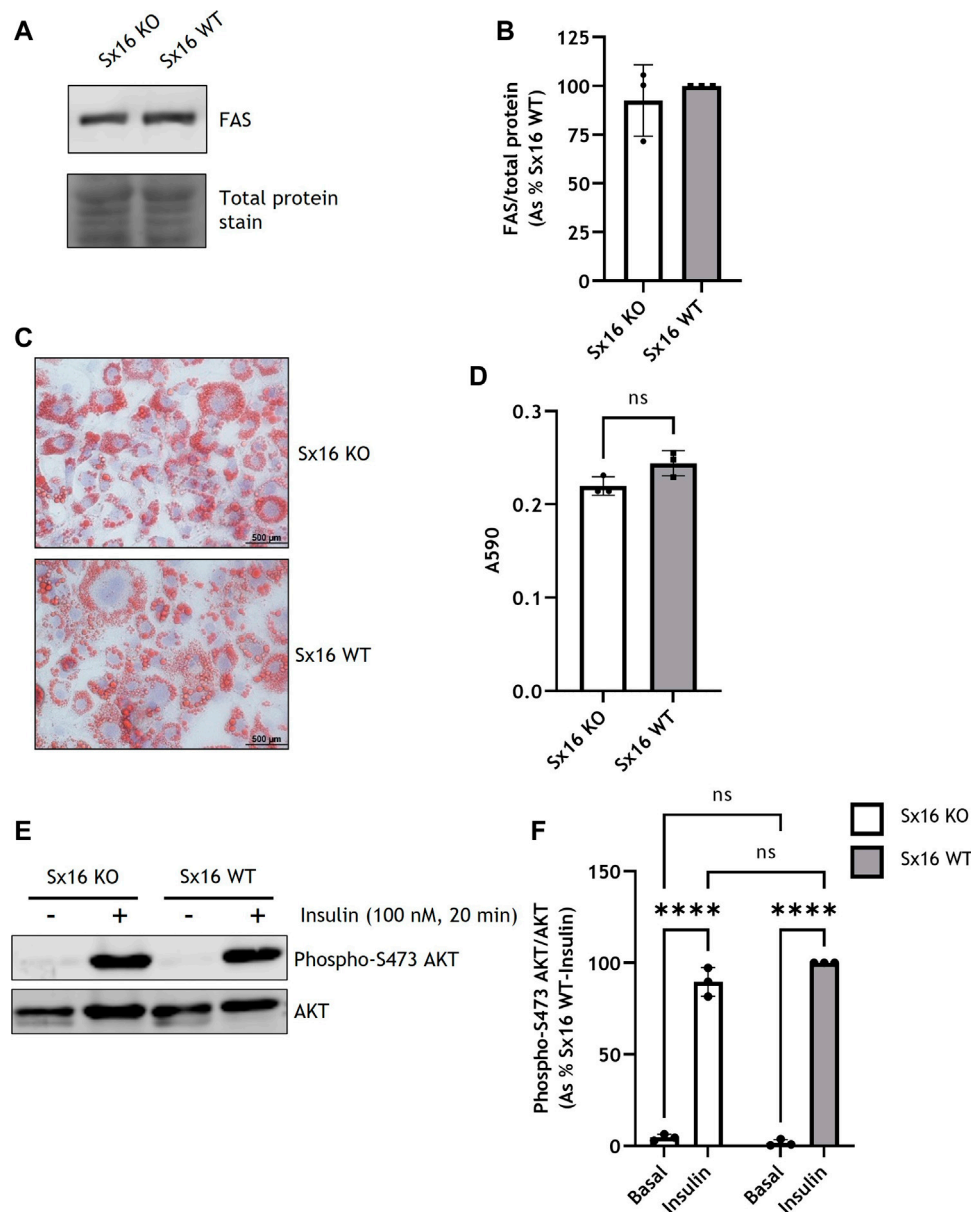 A
Sx16 KO
Sx16 WT
FAS
Total protein
stain
B
FAS/total protein
(As % Sx16 WT)
125
100
75
50
25
0
Sx16 KO
Sx16 WT
C
500 µm
Sx16 KO
500 µm
Sx16 WT
D
ns
A590
0.3
0.2
0.1
0.0
Sx16 KO
Sx16 WT
E
Sx16 KO
Sx16 WT
- + - + Insulin (100 nM, 20 min)
Phospho-S473 AKT
AKT
F
ns
ns
**** ****
Sx16 KO
Sx16 WT
Phospho-S473 AKT/AKT
(As % Sx16 WT-Insulin)
150
100
50
0
Basal
Insulin
Basal
Insulin